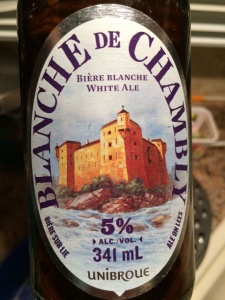 BLANCHE DE CHAMBLY
BIÈRE BLANCHE
WHITE ALE
5%
ALC./VOL.
341 mL
BIÈRE SUR LIE
ALE ON LEES
UNIBROUE